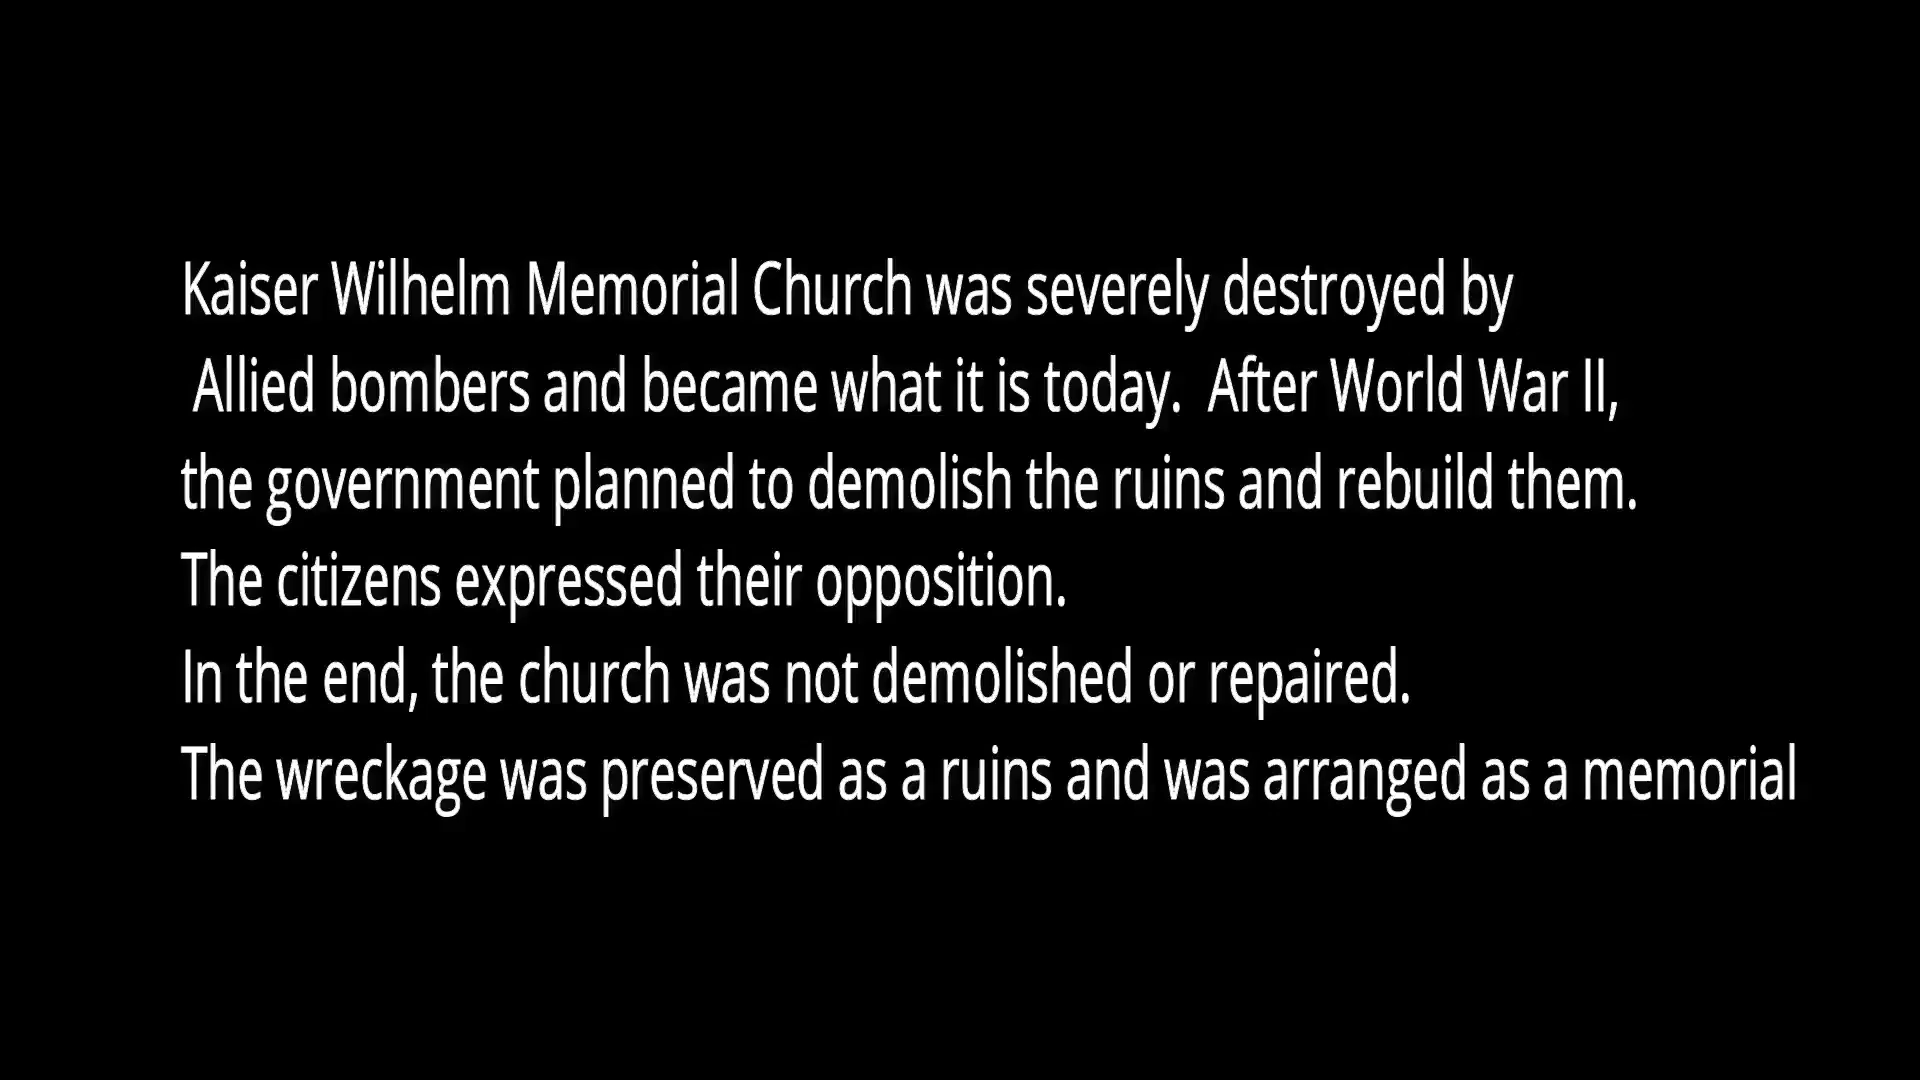 Kaiser Wilhelm Memorial Church was severely destroyed by
Allied bombers and became what it is today.  After World War II,
the government planned to demolish the ruins and rebuild them.
The citizens expressed their opposition.
In the end, the church was not demolished or repaired.
The wreckage was preserved as a ruins and was arranged as a memorial